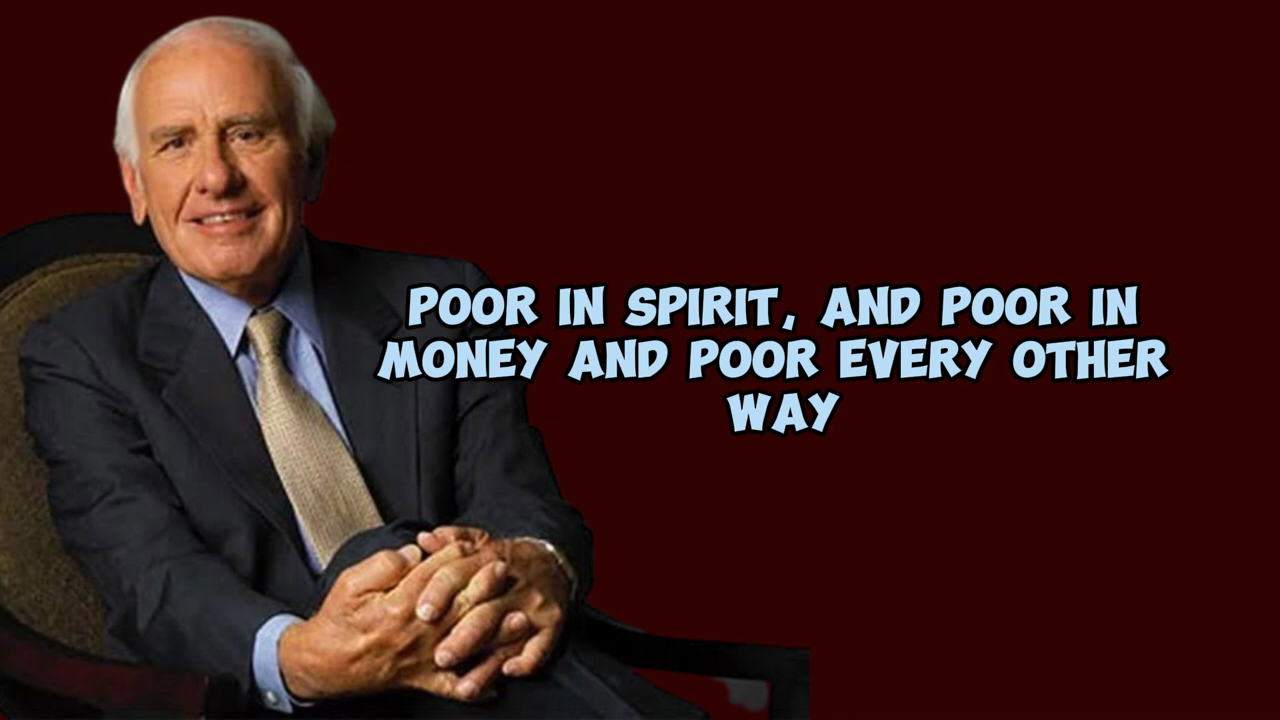 POOR IN SPIRIT, AND POOR IN
MONEY AND POOR EVERY OTHER
WAY